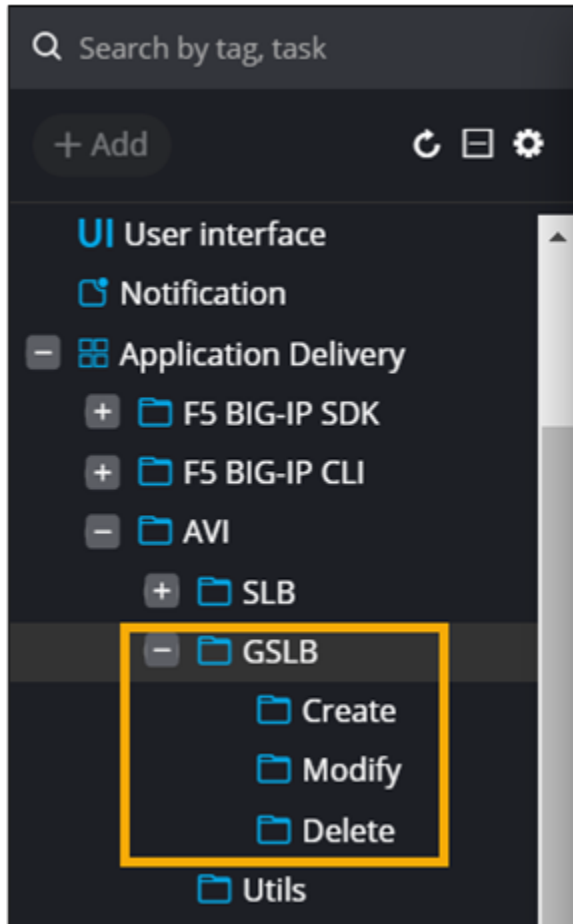 Search by tag, task
+ Add
UI User interface
Notification
Application Delivery
F5 BIG-IP SDK
F5 BIG-IP CLI
AVI
SLB
GSLB
Create
Modify
Delete
Utils